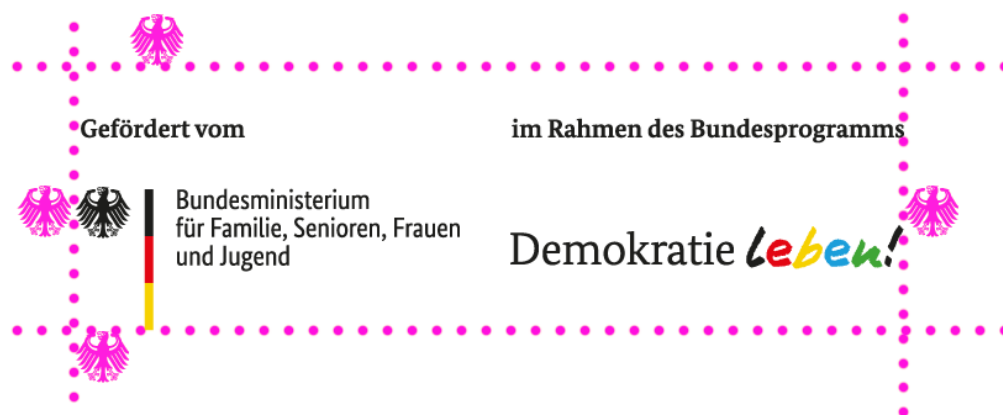 Gefördert vom
im Rahmen des Bundesprogramms
Bundesministerium
für Familie, Senioren, Frauen
und Jugend
Demokratie leben!